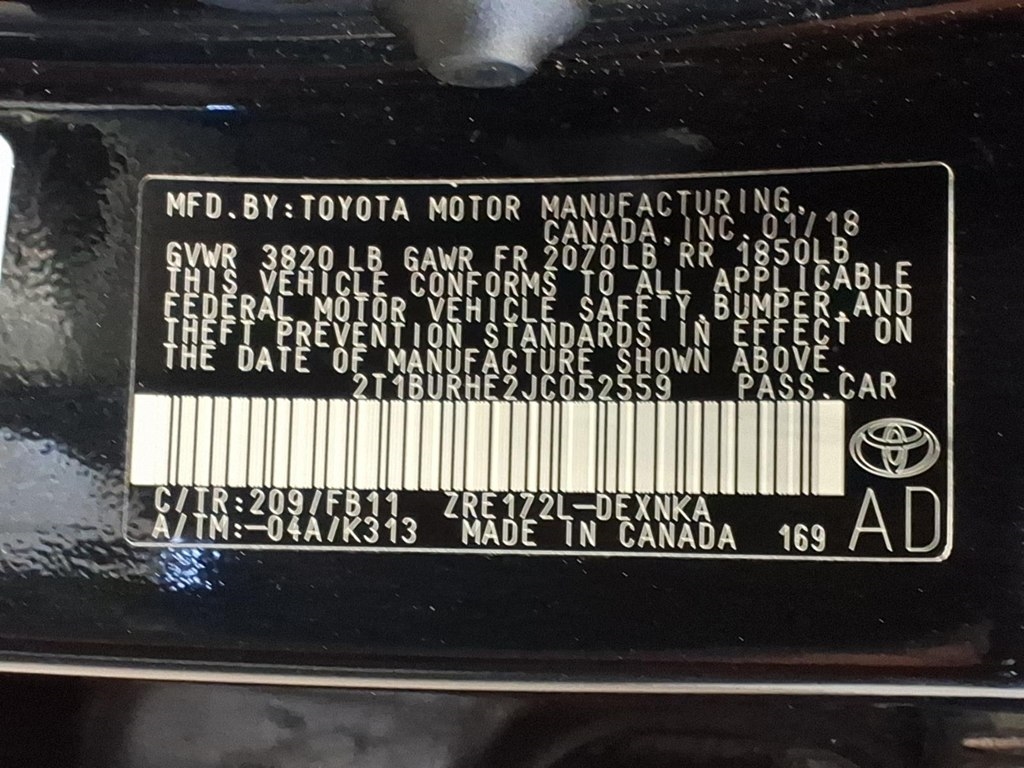 MFD.BY:TOYOTA MOTOR MANUFACTURING,
CANADA,INC.01/18
GVWR 3820LB GAWR FR 2070LB RR 1850LB
THIS VEHICLE CONFORMS TO ALL APPLICABLE
FEDERAL MOTOR VEHICLE SAFETY,BUMPER,AND
THEFT PREVENTION STANDARDS IN EFFECT ON
THE DATE OF MANUFACTURE SHOWN ABOVE.
2T1BURHE2JC052559 PASS.CAR
C/TR:209/FB11 ZRE172L-DEXNKA
A/TM:-04A/K313 MADE IN CANADA 169
AD